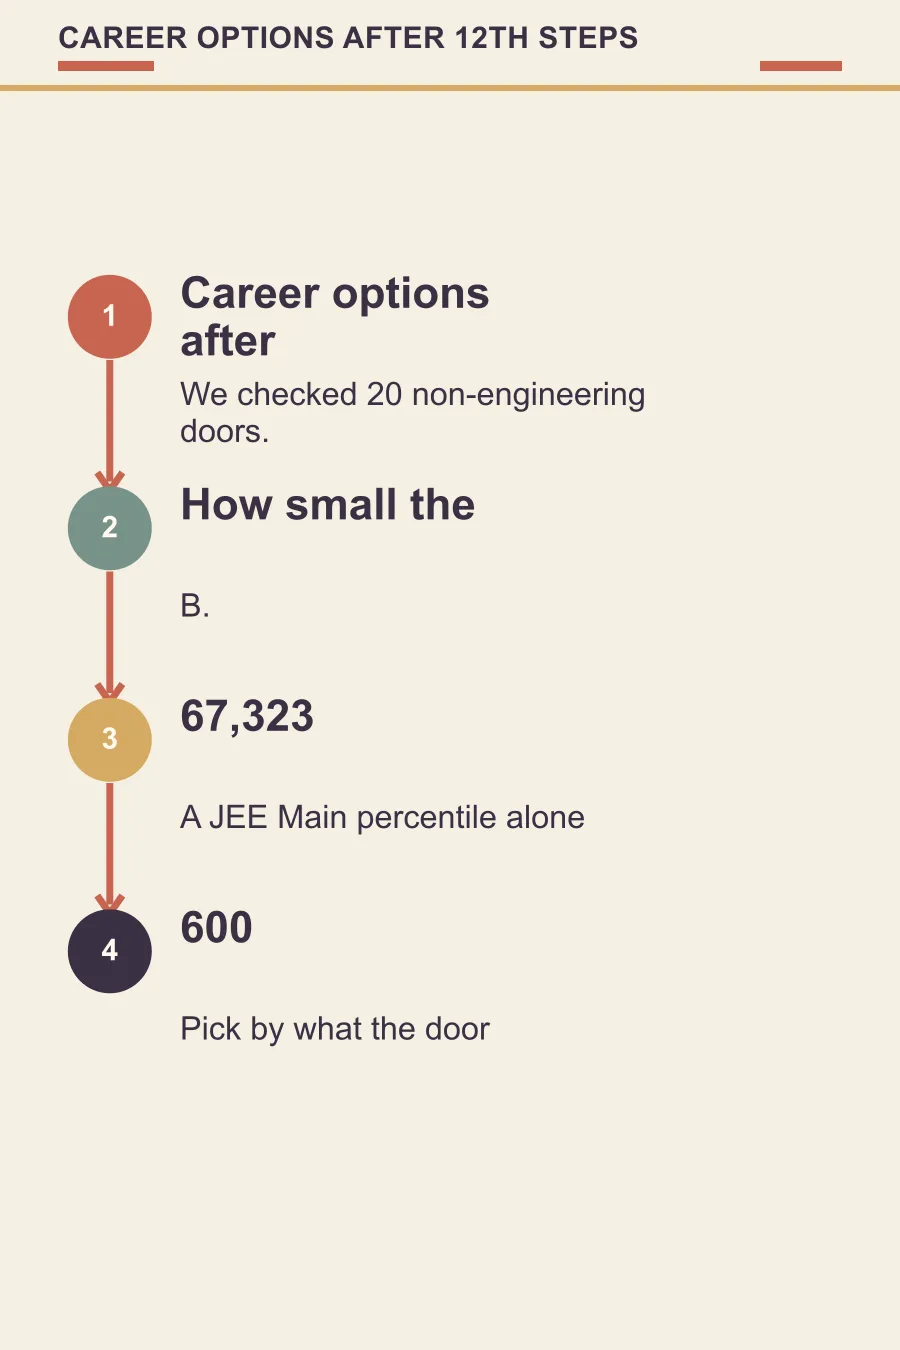 CAREER OPTIONS AFTER 12TH STEPS
1
Career options
after
We checked 20 non-engineering
doors.
2
How small the
B.
3
67,323
A JEE Main percentile alone
4
600
Pick by what the door